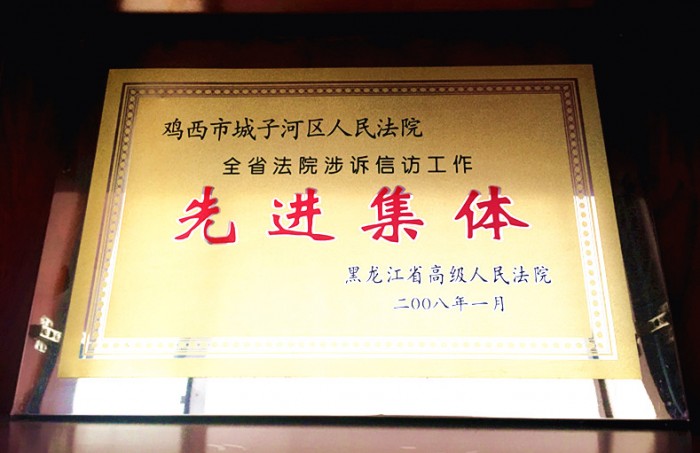 鸡西市城子河区人民法院
全省法院涉诉信访工作
先进集体
黑龙江省高级人民法院
二00八年一月